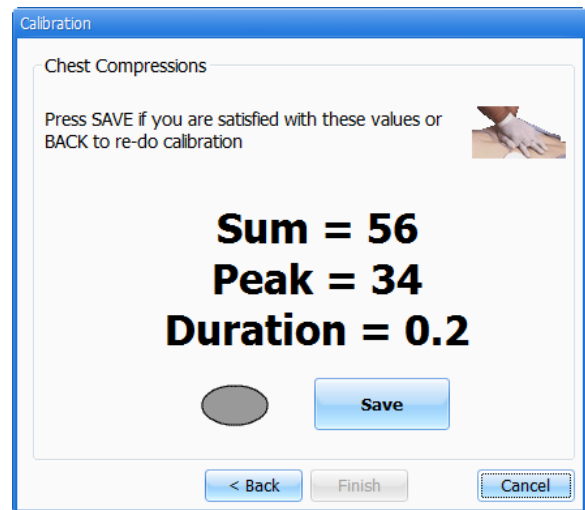 Calibration
Chest Compressions
Press SAVE if you are satisfied with these values or
BACK to re-do calibration
Sum = 56
Peak = 34
Duration = 0.2
Save
< Back
Finish
Cancel